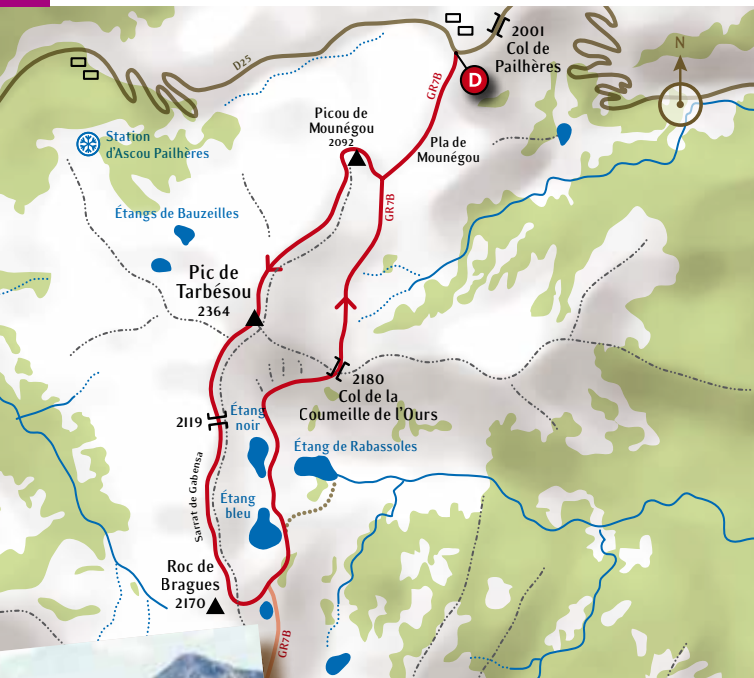 D25
2001
Col de
Pailhères
N
D
GR7B
Picou de
Mounégou
2092
Pla de
Mounégou
Station
d'Ascou Pailhères
GR7B
Étangs de Bauzeilles
Pic de
Tarbésou
2364
2180
Col de la
Coumeille de l'Ours
2119
Étang
noir
Étang de Rabassoles
Sarrat de Gabensa
Étang
bleu
Roc de
Bragues
2170
GR7B